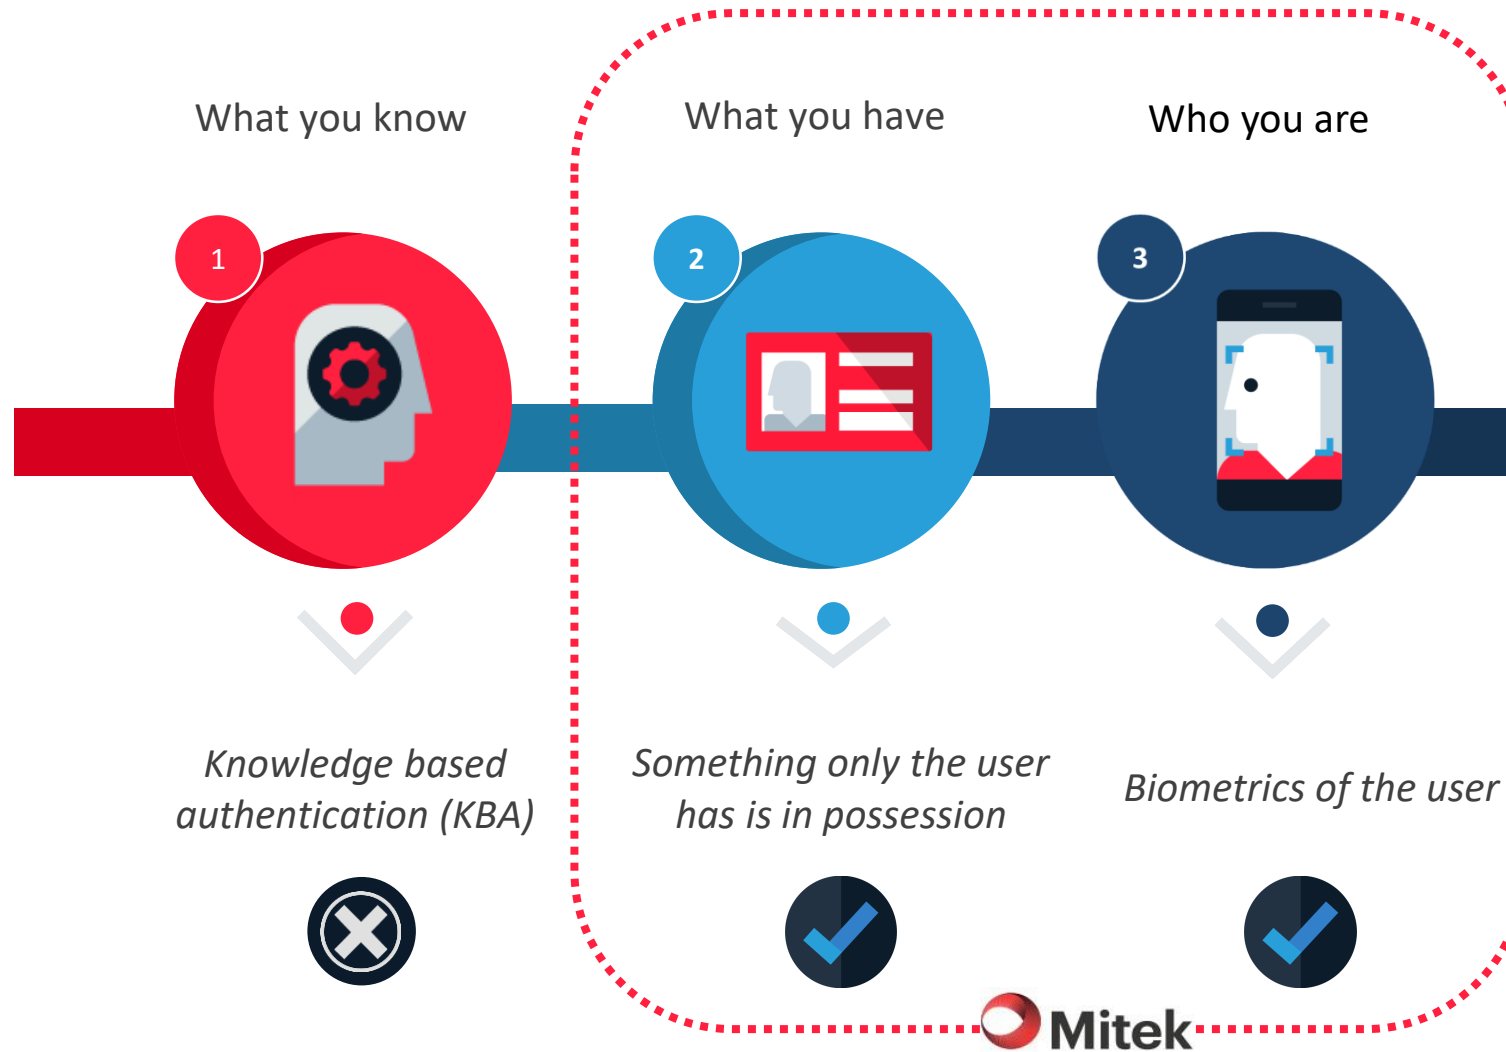 What you know
What you have
Who you are
1
2
3
Knowledge based
authentication (KBA)
Something only the user
has is in possession
Biometrics of the user
Mitek